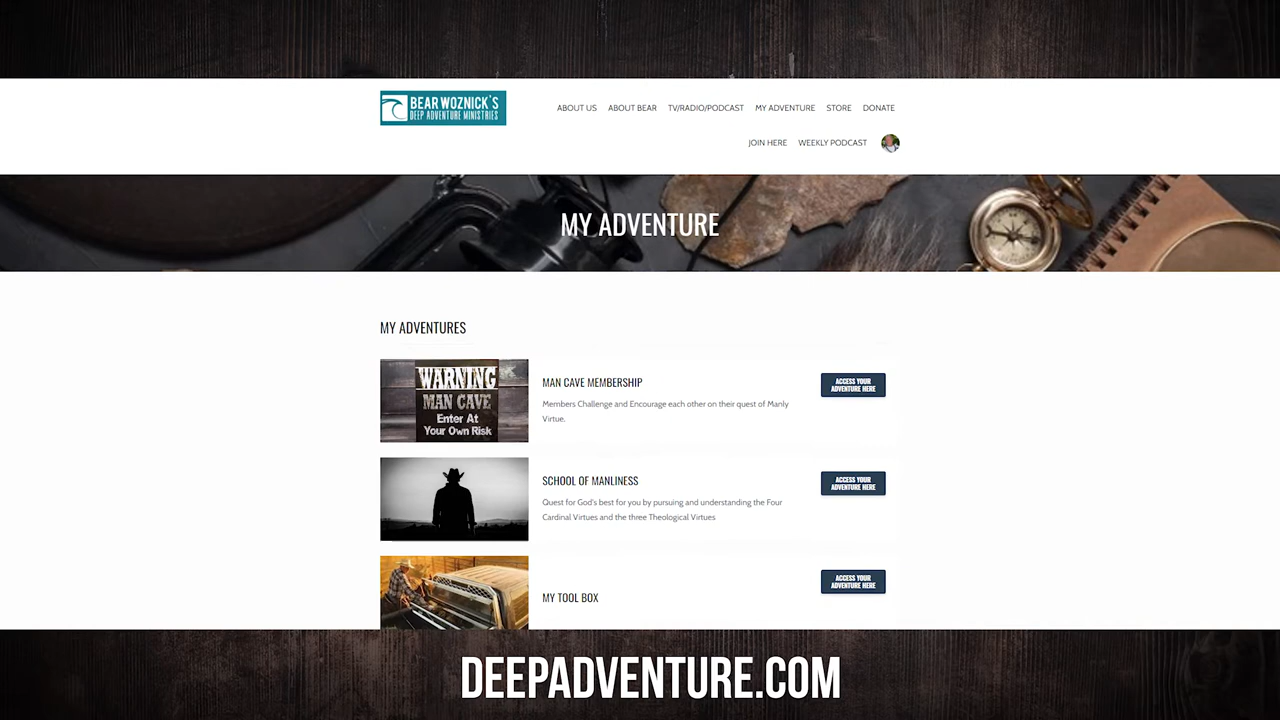 BEAR WOZNICK'S
DEEP ADVENTURE MINISTRIES
ABOUT US ABOUT BEAR TV/RADIO/PODCAST MY ADVENTURE STORE DONATE
JOIN HERE WEEKLY PODCAST
MY ADVENTURE
MY ADVENTURES
WARNING
MAN CAVE
Enter At
Your Own Risk
MAN CAVE MEMBERSHIP
Members Challenge and Encourage each other on their quest of Manly
Virtue.
ACCESS YOUR
ADVENTURE HERE
SCHOOL OF MANLINESS
Quest for God's best for you by pursuing and understanding the Four
Cardinal Virtues and the three Theological Virtues
ACCESS YOUR
ADVENTURE HERE
MY TOOL BOX
ACCESS YOUR
ADVENTURE HERE
DEEPADVENTURE.COM